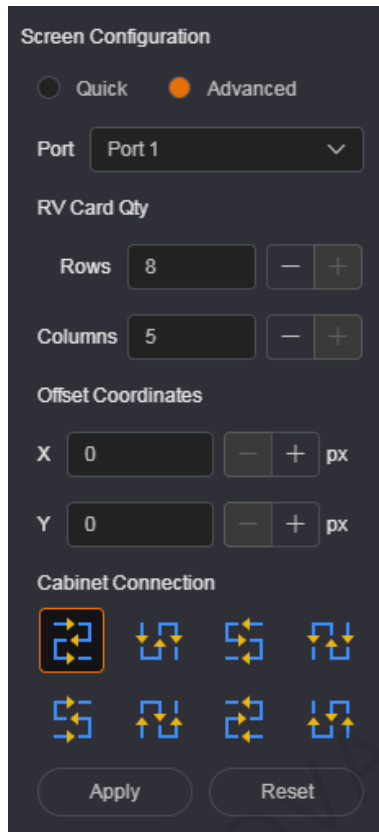 Screen Configuration
Quick Advanced
Port Port 1
RV Card Qty
Rows 8
Columns 5
Offset Coordinates
X 0 px
Y 0 px
Cabinet Connection
Apply Reset